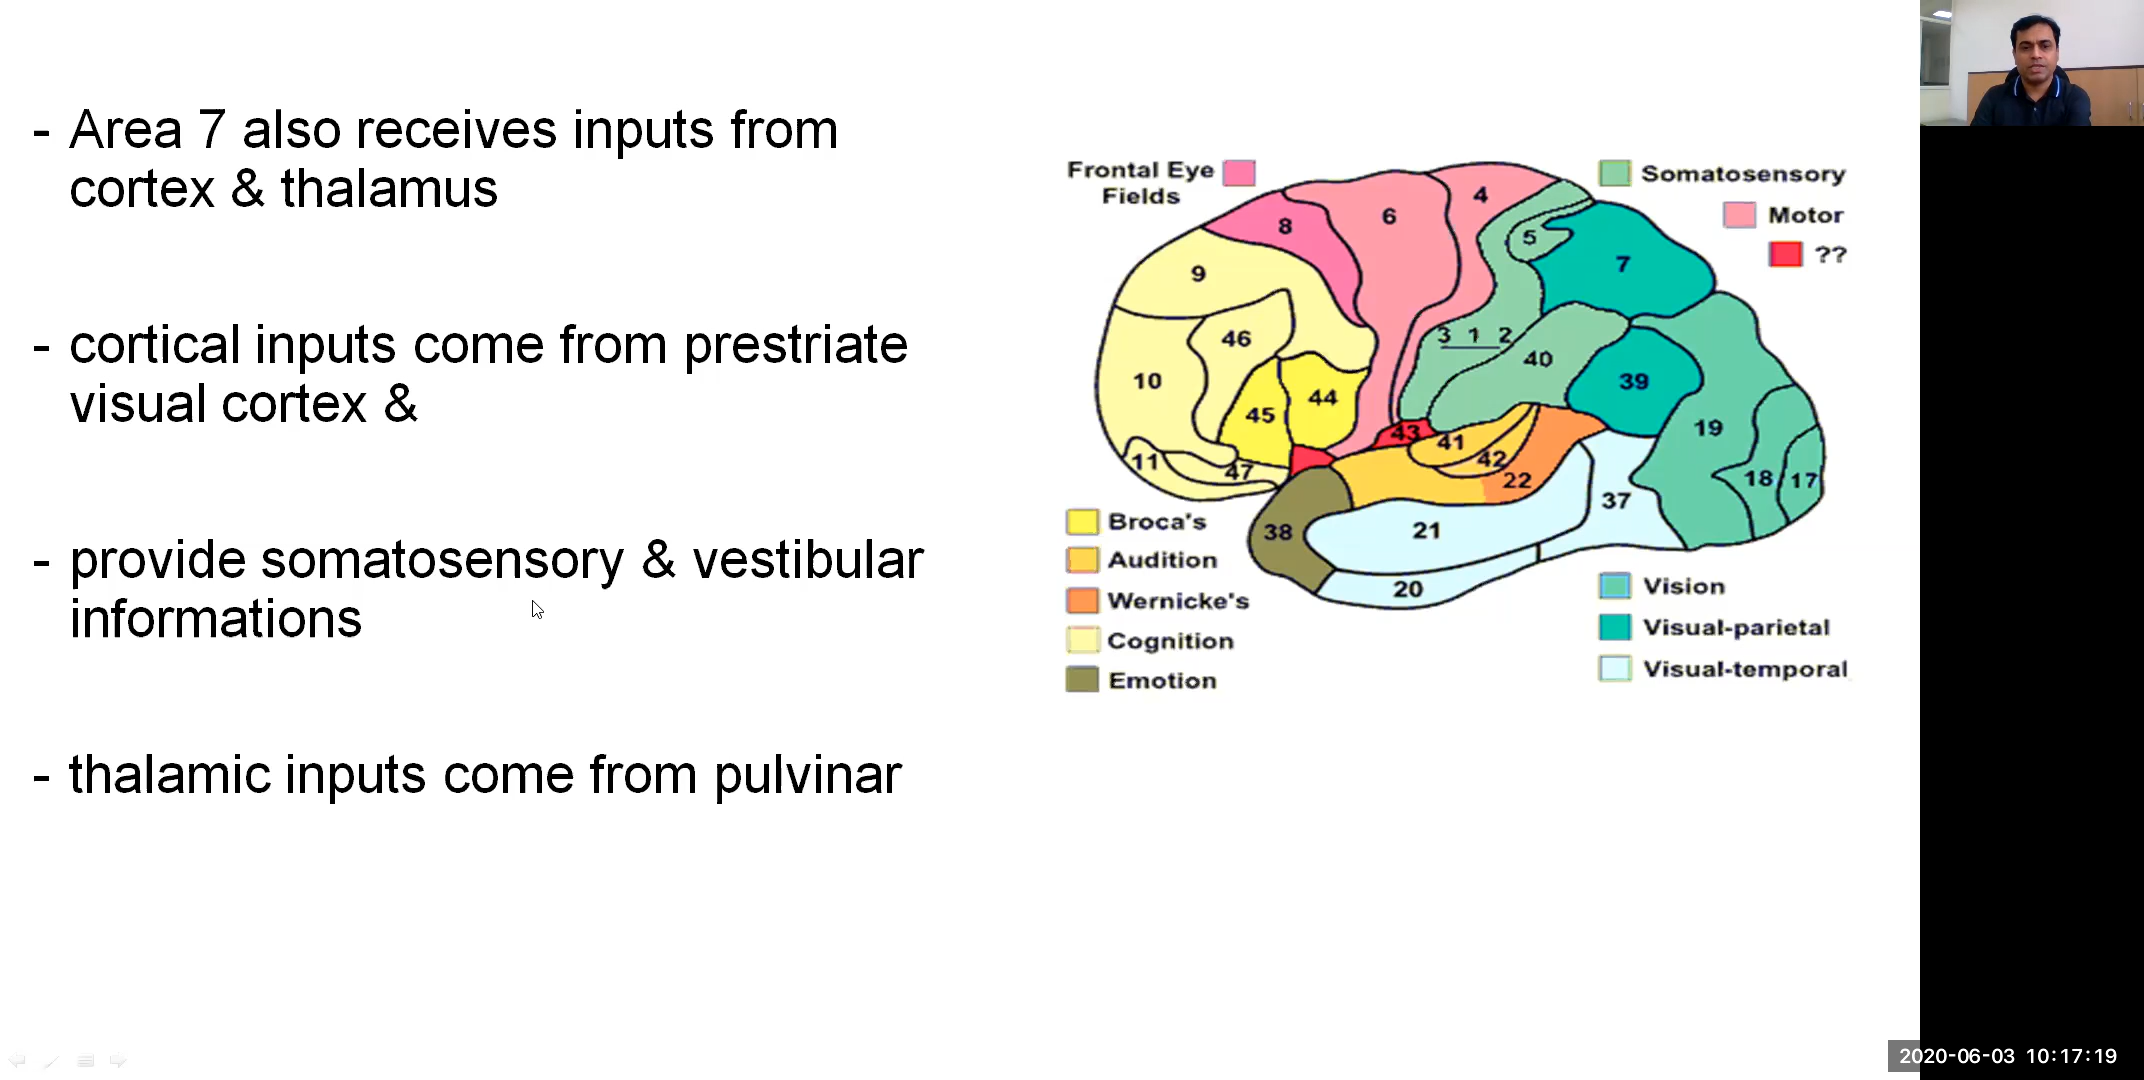 - Area 7 also receives inputs from
cortex & thalamus
- cortical inputs come from prestriate
visual cortex &
- provide somatosensory & vestibular
informations
- thalamic inputs come from pulvinar
Frontal Eye
Fields
Somatosensory
Motor
??
4
6
8
5
7
9
3 1 2
46
40
10
39
44
45
19
43
41
11
47
42
22
18
17
37
38
21
20
Broca's
Audition
Wernicke's
Cognition
Emotion
Vision
Visual-parietal
Visual-temporal
2020-06-03 10:17:19